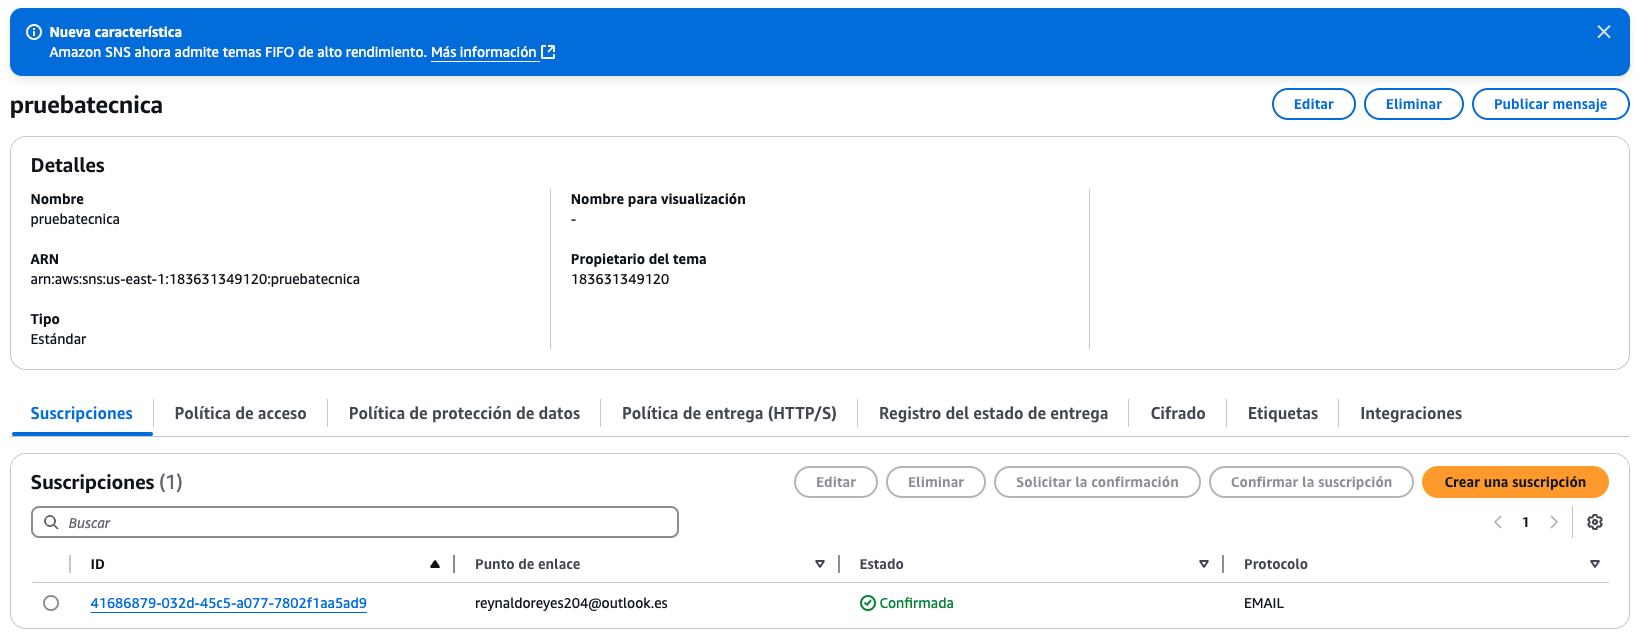 Nueva característica
Amazon SNS ahora admite temas FIFO de alto rendimiento. Más información
pruebatecnica
Editar
Eliminar
Publicar mensaje
Detalles
Nombre
pruebatecnica
ARN
arn:aws:sns:us-east-1:183631349120:pruebatecnica
Tipo
Estándar
Nombre para visualización
-
Propietario del tema
183631349120
Suscripciones
Política de acceso
Política de protección de datos
Política de entrega (HTTP/S)
Registro del estado de entrega
Cifrado
Etiquetas
Integraciones
Suscripciones (1)
Editar
Eliminar
Solicitar la confirmación
Confirmar la suscripción
Crear una suscripción
Buscar
1
ID
Punto de enlace
Estado
Protocolo
41686879-032d-45c5-a077-7802f1aa5ad9
reynaldoreyes204@outlook.es
Confirmada
EMAIL